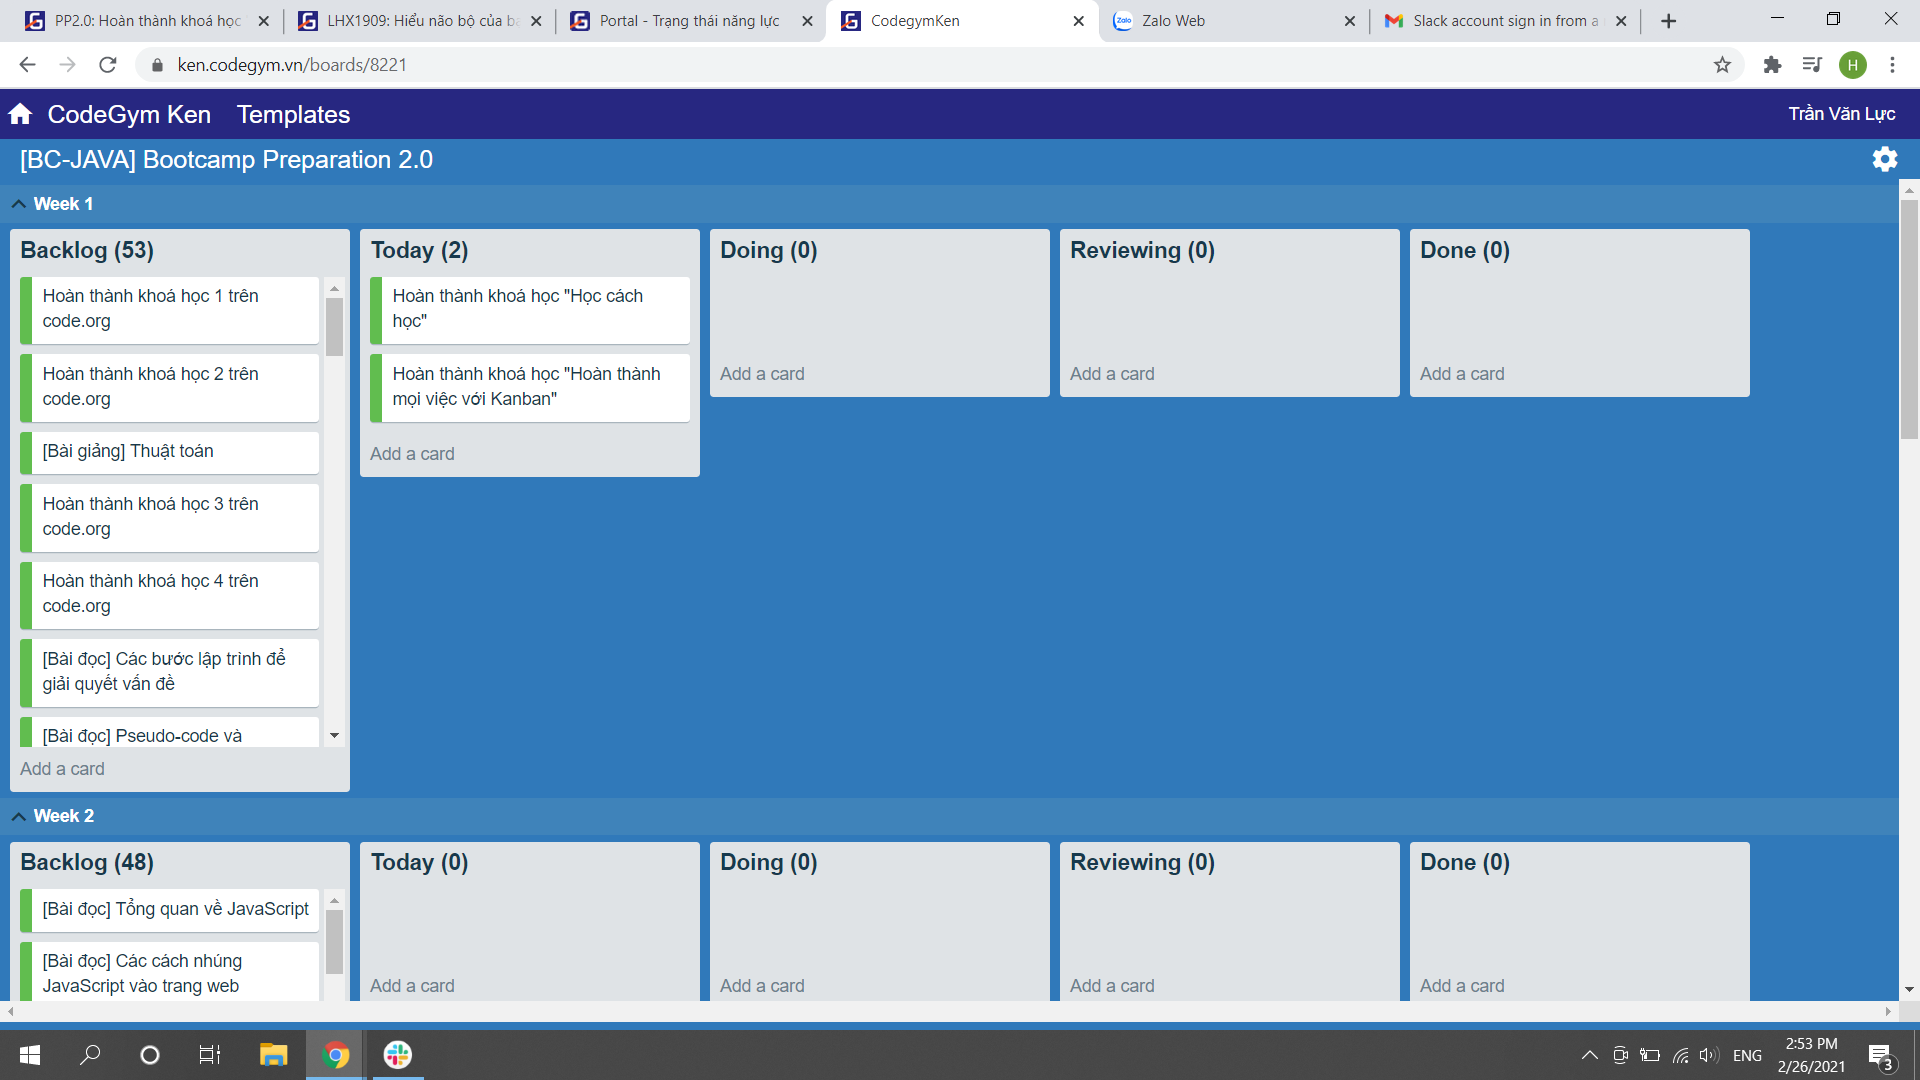 PP2.0: Hoàn thành khoá học
LHX1909: Hiểu não bộ của bạ
Portal - Trạng thái năng lực
CodegymKen
Zalo Web
Slack account sign in from a
ken.codegym.vn/boards/8221
H
CodeGym Ken
Templates
Trần Văn Lực
[BC-JAVA] Bootcamp Preparation 2.0
Week 1
Backlog (53)
Hoàn thành khoá học 1 trên
code.org
Hoàn thành khoá học 2 trên
code.org
[Bài giảng] Thuật toán
Hoàn thành khoá học 3 trên
code.org
Hoàn thành khoá học 4 trên
code.org
[Bài đọc] Các bước lập trình để
giải quyết vấn đề
[Bài đọc] Pseudo-code và
Add a card
Today (2)
Hoàn thành khoá học "Học cách
học"
Hoàn thành khoá học "Hoàn thành
mọi việc với Kanban"
Add a card
Doing (0)
Add a card
Reviewing (0)
Add a card
Done (0)
Add a card
Week 2
Backlog (48)
[Bài đọc] Tổng quan về JavaScript
[Bài đọc] Các cách nhúng
JavaScript vào trang web
Today (0)
Add a card
Doing (0)
Add a card
Reviewing (0)
Add a card
Done (0)
Add a card
ENG
2:53 PM
2/26/2021
3